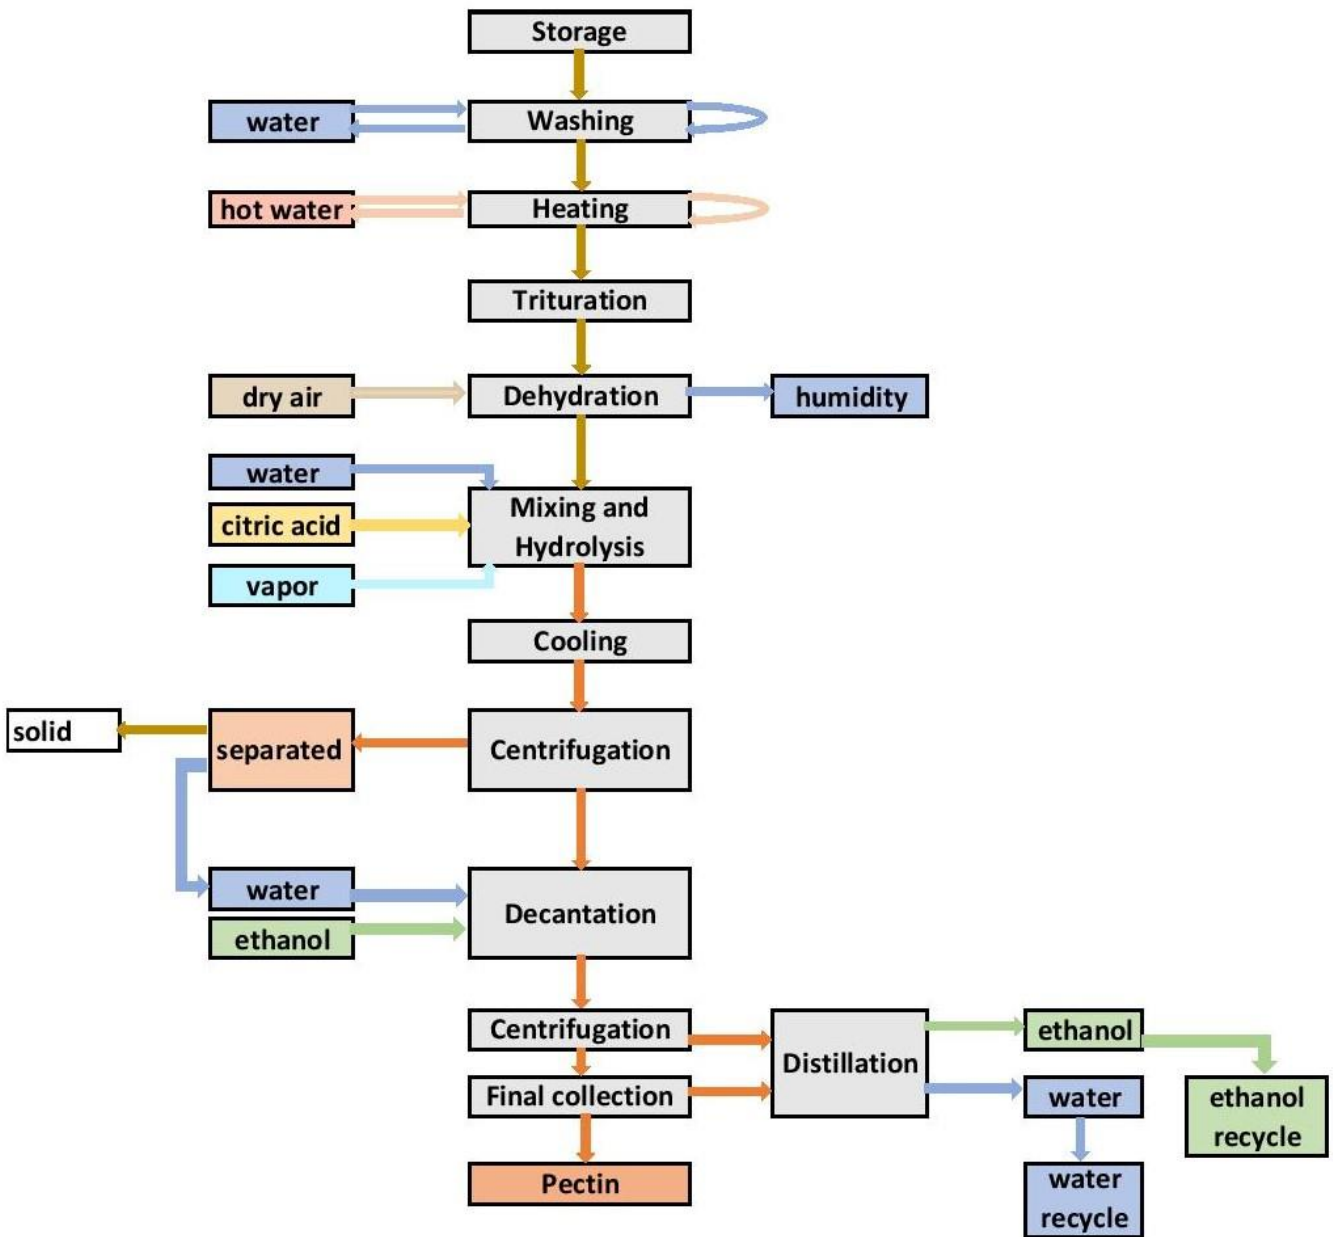 Storage
water
Washing
hot water
Heating
Trituration
dry air
Dehydration
humidity
water
citric acid
vapor
Mixing and
Hydrolysis
Cooling
solid
separated
Centrifugation
water
ethanol
Decantation
Centrifugation
Final collection
Pectin
Distillation
ethanol
water
ethanol
recycle
water
recycle